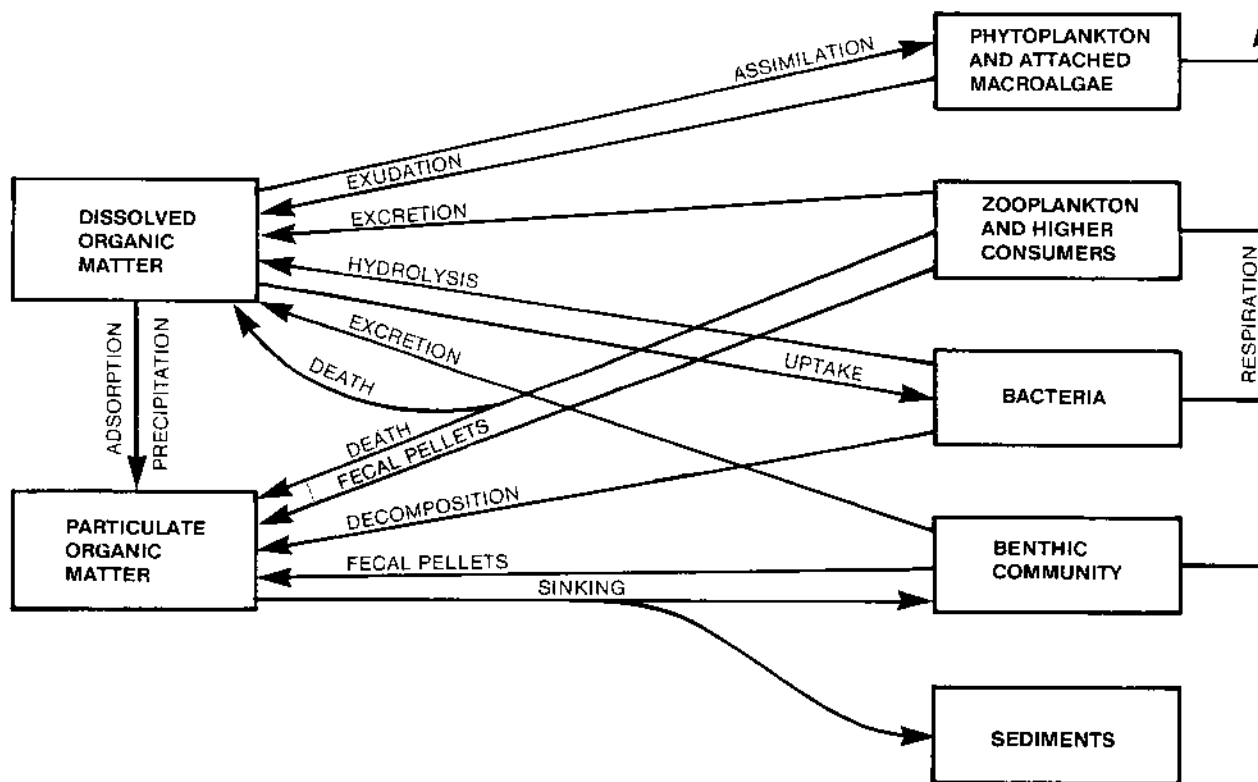 PHYTOPLANKTON
AND ATTACHED
MACROALGAE
ASSIMILATION
EXUDATION
DISSOLVED
ORGANIC
MATTER
EXCRETION
ZOOPLANKTON
AND HIGHER
CONSUMERS
HYDROLYSIS
RESPIRATION
EXCRETION
UPTAKE
DEATH
BACTERIA
ADSORPTION
PRECIPITATION
DEATH
FECAL PELLETS
PARTICULATE
ORGANIC
MATTER
DECOMPOSITION
BENTHIC
COMMUNITY
FECAL PELLETS
SINKING
SEDIMENTS